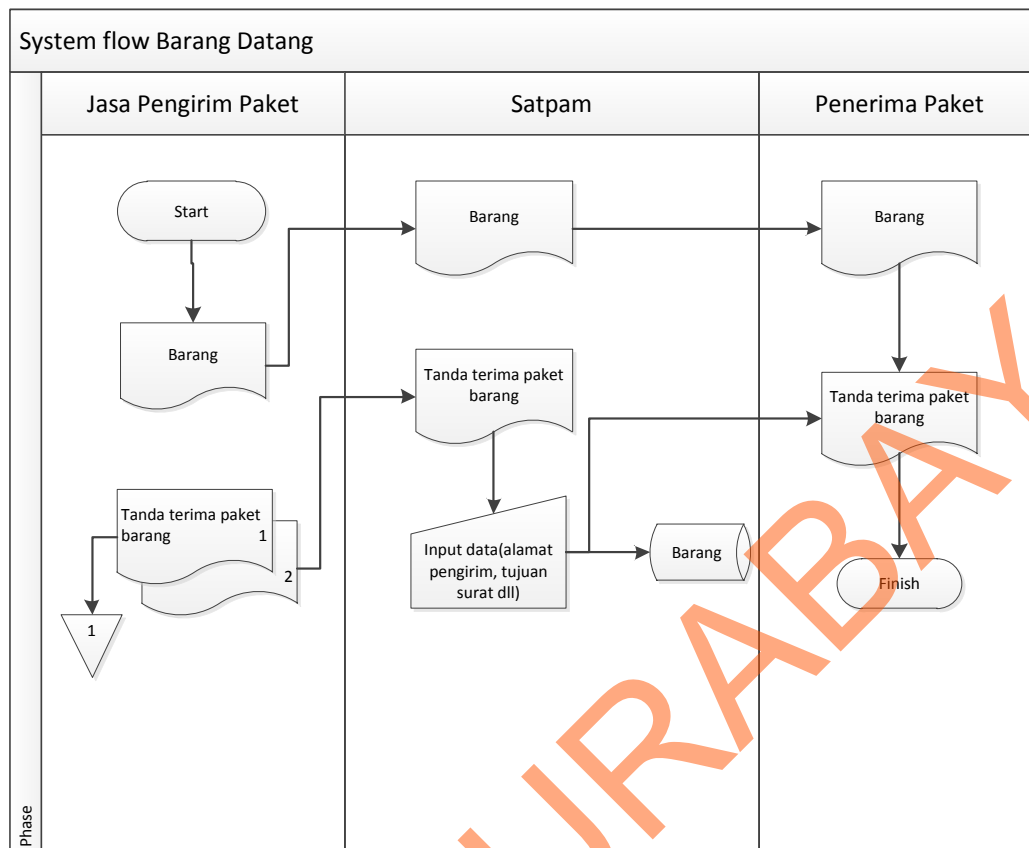 System flow Barang Datang
Jasa Pengirim Paket
Satpam
Penerima Paket
Start
Barang
Barang
Barang
Tanda terima paket
barang
Tanda terima paket
barang
Tanda terima paket
barang
1
2
1
Input data(alamat
pengirim, tujuan
surat dll)
Barang
Finish
Phase
URABAY